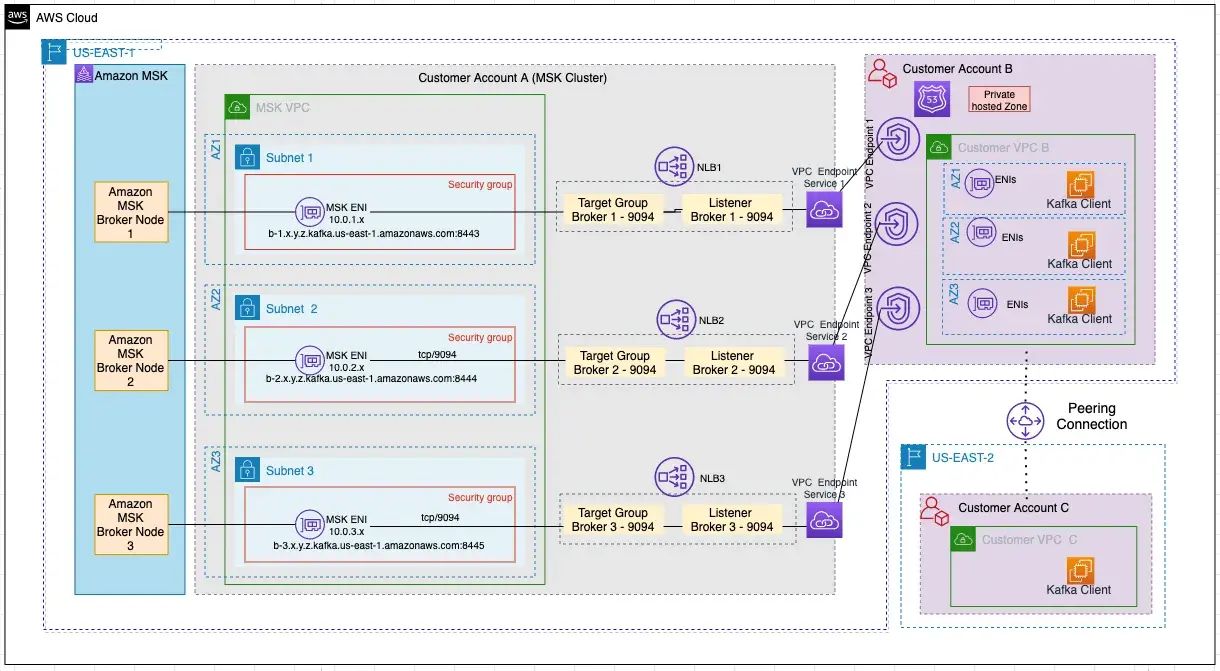 aws
AWS Cloud
US-EAST-1
Amazon MSK
Amazon
MSK
Broker Node
1
Amazon
MSK
Broker Node
2
Amazon
MSK
Broker Node
3
Customer Account A (MSK Cluster)
MSK VPC
AZ1
Subnet 1
Security group
MSK ENI
10.0.1.x
b-1.x.y.z.kafka.us-east-1.amazonaws.com:8443
AZ2
Subnet 2
Security group
MSK ENI
10.0.2.x
tcp/9094
b-2.x.y.z.kafka.us-east-1.amazonaws.com:8444
AZ3
Subnet 3
Security group
MSK ENI
10.0.3.x
tcp/9094
b-3.x.y.z.kafka.us-east-1.amazonaws.com:8445
NLB1
Target Group
Broker 1 - 9094
Listener
Broker 1 - 9094
NLB2
Target Group
Broker 2 - 9094
Listener
Broker 2 - 9094
NLB3
Target Group
Broker 3 - 9094
Listener
Broker 3 - 9094
VPC Endpoint
Service 1
VPC Endpoint
Service 2
VPC Endpoint
Service 3
VPC Endpoint 1
VPC Endpoint 2
VPC Endpoint 3
Customer Account B
53
Private
hosted Zone
Customer VPC B
AZ1
ENIs
Kafka Client
AZ2
ENIs
Kafka Client
AZ3
ENIs
Kafka Client
Peering
Connection
US-EAST-2
Customer Account C
Customer VPC C
Kafka Client